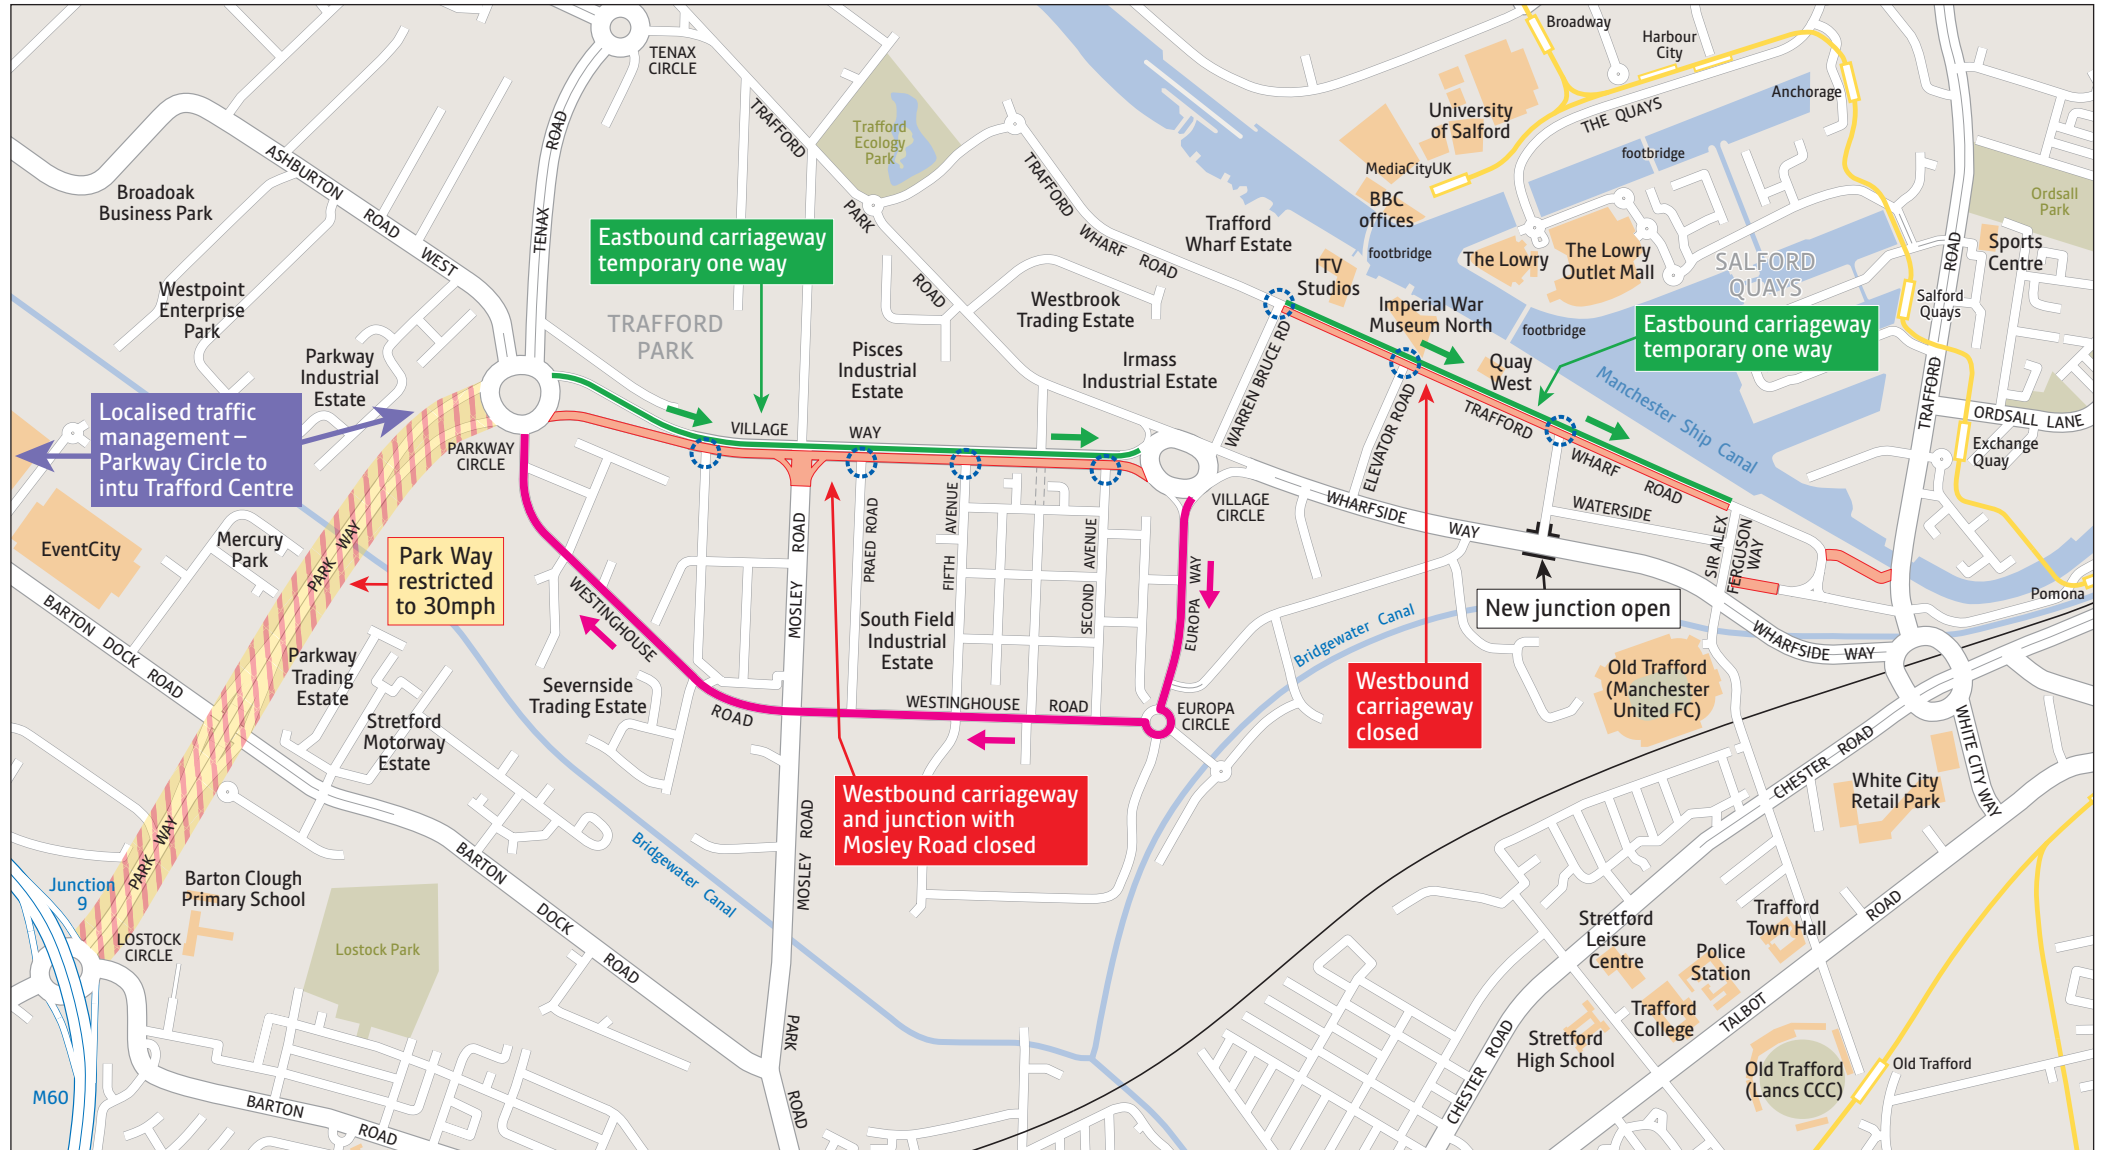 TENAX
CIRCLE
Broadway
Harbour
City
Anchorage
THE QUAYS
University
of Salford
footbridge
MediaCityUK
BBC
offices
TRAFFORD
PARK
ROAD
Trafford
Ecology
Park
TRAFFORD
WHARF
ROAD
Trafford
Wharf Estate
Ordsall
Park
Sports
Centre
ASHBURTON
ROAD
WEST
TENAX
ROAD
Broadoak
Business Park
Eastbound carriageway
temporary one way
footbridge
The Lowry
The Lowry
Outlet Mall
SALFORD
QUAYS
ITV
Studios
Imperial War
Museum North
footbridge
Salford
Quays
Westpoint
Enterprise
Park
TRAFFORD
PARK
Westbrook
Trading Estate
Eastbound carriageway
temporary one way
Parkway
Industrial
Estate
Pisces
Industrial
Estate
Irmass
Industrial Estate
WARREN BRUCE RD
ELEVATOR ROAD
Quay
West
Manchester Ship Canal
TRAFFORD
ROAD
ORDSALL LANE
Exchange
Quay
Localised traffic
management –
Parkway Circle to
intu Trafford Centre
PARKWAY
CIRCLE
VILLAGE
WAY
TRAFFORD
WHARF
ROAD
VILLAGE
CIRCLE
WHARFSIDE
WAY
WATERSIDE
SIR ALEX
FERGUSON
WAY
EventCity
Mercury
Park
PARK WAY
Park Way
restricted
to 30mph
WESTINGHOUSE
ROAD
MOSLEY
ROAD
PRAED ROAD
FIFTH
AVENUE
SECOND
AVENUE
EUROPA
WAY
New junction open
Pomona
Bridgewater Canal
BARTON
DOCK
ROAD
Parkway
Trading
Estate
South Field
Industrial
Estate
WHARFSIDE
WAY
Old Trafford
(Manchester
United FC)
Westbound
carriageway
closed
Severnside
Trading Estate
WESTINGHOUSE
ROAD
EUROPA
CIRCLE
Stretford
Motorway
Estate
CHESTER
ROAD
WHITE CITY WAY
White City
Retail Park
Westbound carriageway
and junction with
Mosley Road closed
PARK WAY
BARTON
DOCK
ROAD
Bridgewater Canal
MOSLEY
ROAD
Junction
9
Barton Clough
Primary School
LOSTOCK
CIRCLE
Lostock Park
Stretford
Leisure
Centre
Trafford
Town Hall
Police
Station
Trafford
College
Stretford
High School
TALBOT
ROAD
Old Trafford
(Lancs CCC)
Old Trafford
CHESTER
ROAD
PARK
ROAD
M60
BARTON
ROAD